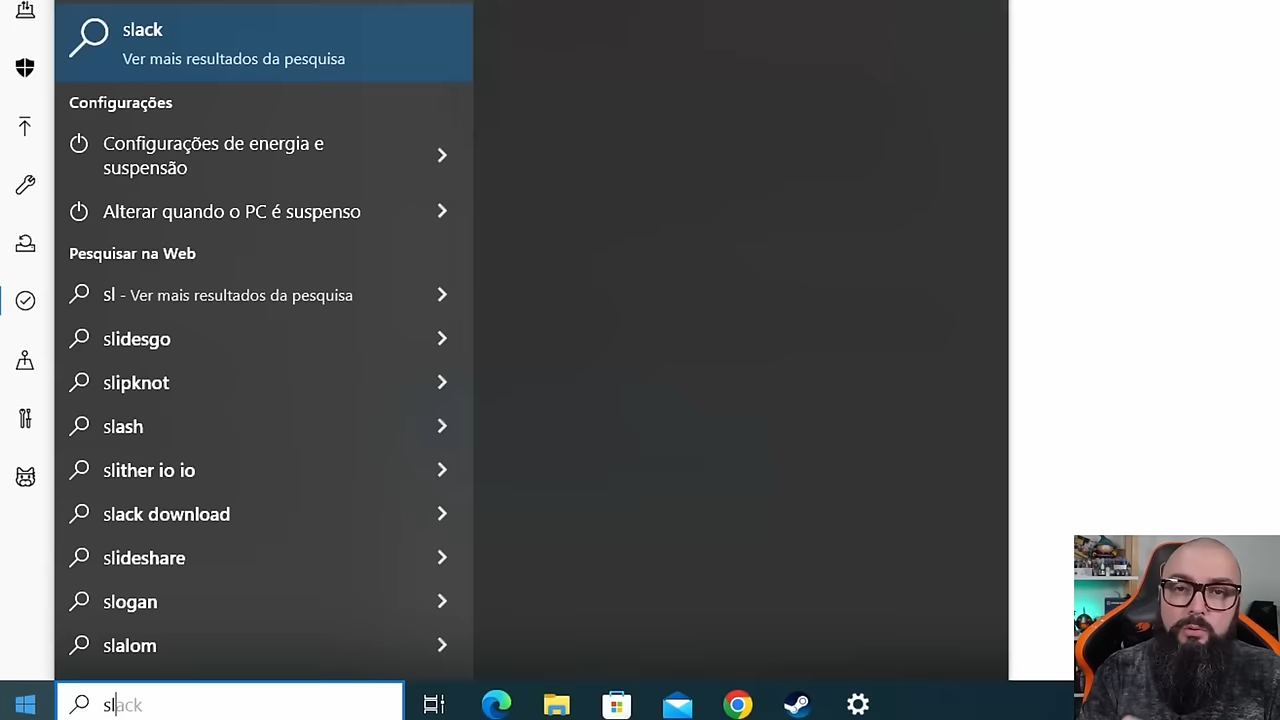 slack
Ver mais resultados da pesquisa
Configurações
Configurações de energia e
suspensão
Alterar quando o PC é suspenso
Pesquisar na Web
sl - Ver mais resultados da pesquisa
slidesgo
slipknot
slash
slither io io
slack download
slideshare
slogan
slalom
slack